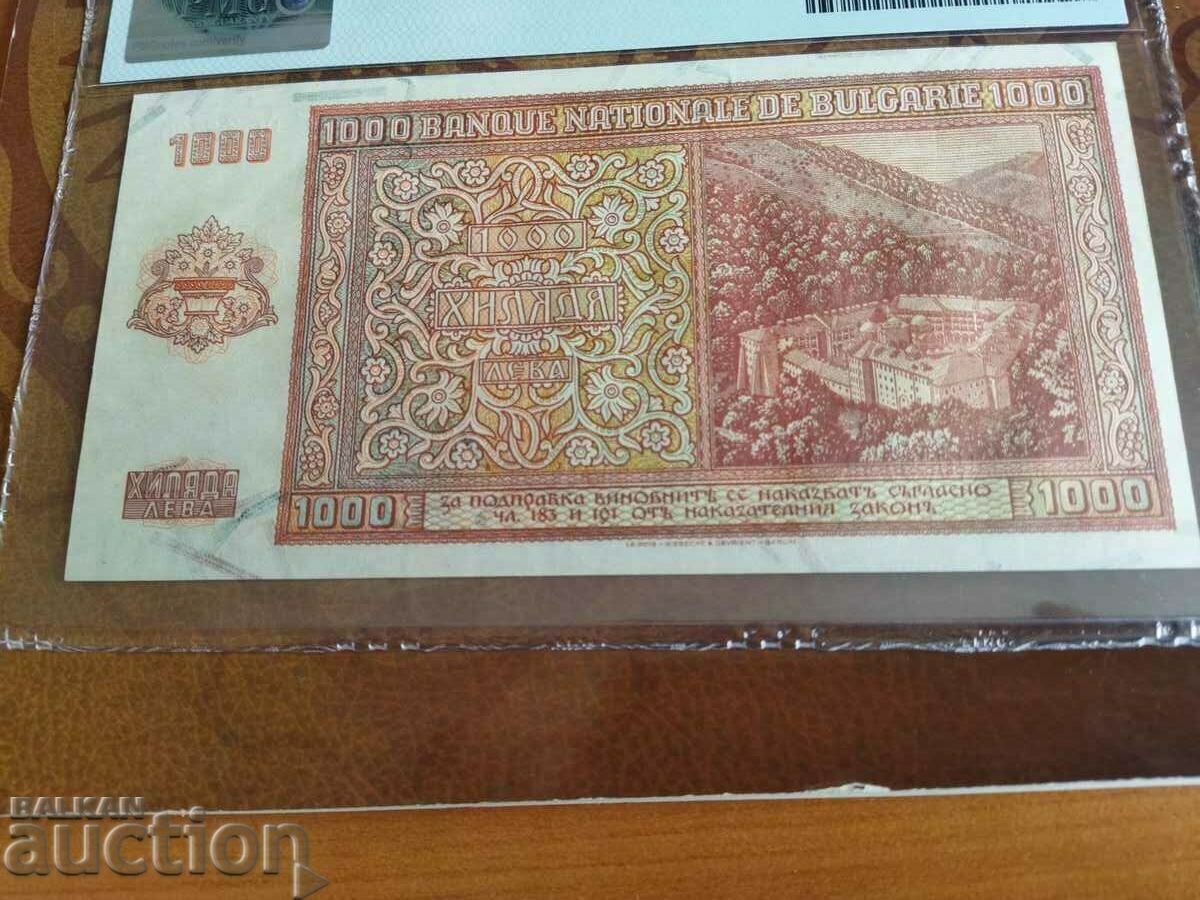 1000 BANQUE NATIONALE DE BULGARIE 1000
1000
1000
ХИЛЯДА
ЛЕВА
ХИЛЯДА
ЛЕВА
1000
ЗА ПОДПРАВКА ВИНОВНИТѢ СЕ НАКАЗВАТЪ СЪГЛАСНО
ЧЛ. 183 И 191 ОТЪ НАКАЗАТЕЛНИЯ ЗАКОНЪ
1000
BALKAN
auction